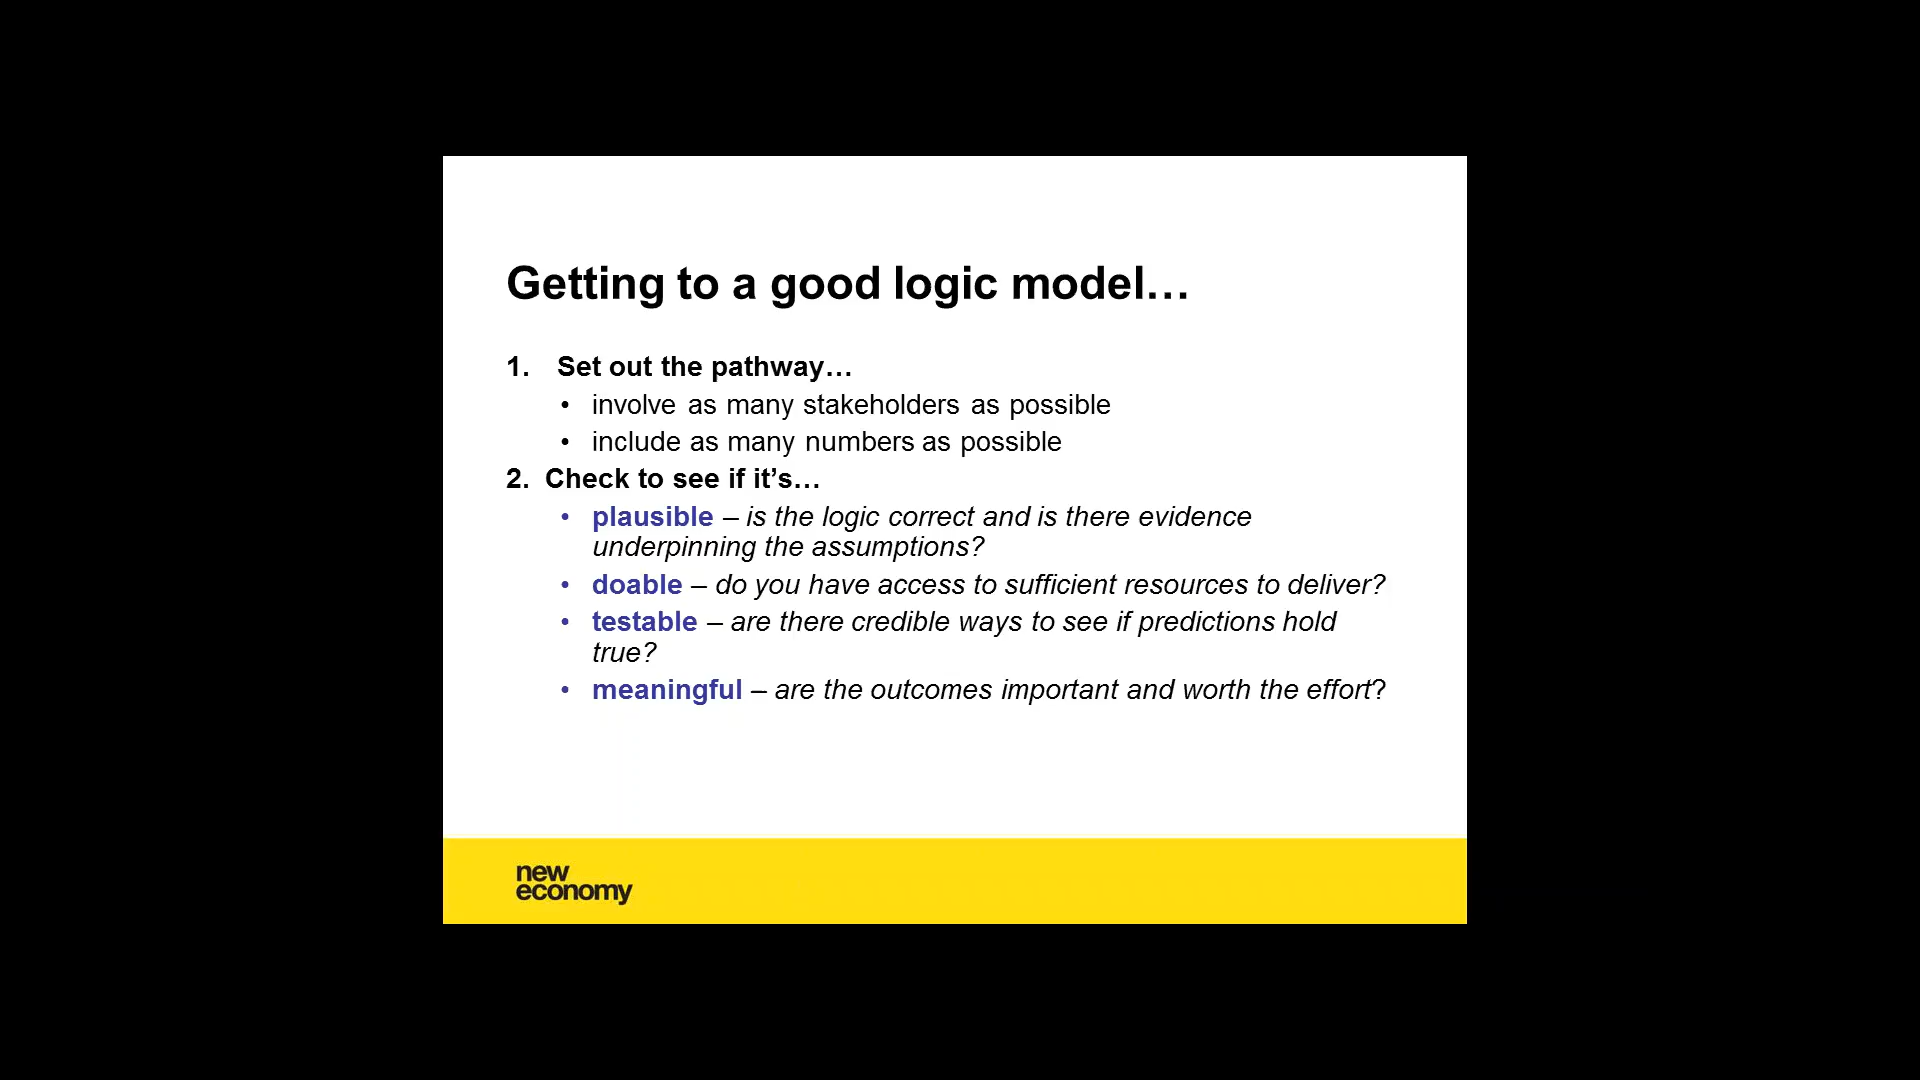 Getting to a good logic model…
1. Set out the pathway…
• involve as many stakeholders as possible
• include as many numbers as possible
2. Check to see if it’s…
• plausible – is the logic correct and is there evidence
underpinning the assumptions?
• doable – do you have access to sufficient resources to deliver?
• testable – are there credible ways to see if predictions hold
true?
• meaningful – are the outcomes important and worth the effort?
new
economy